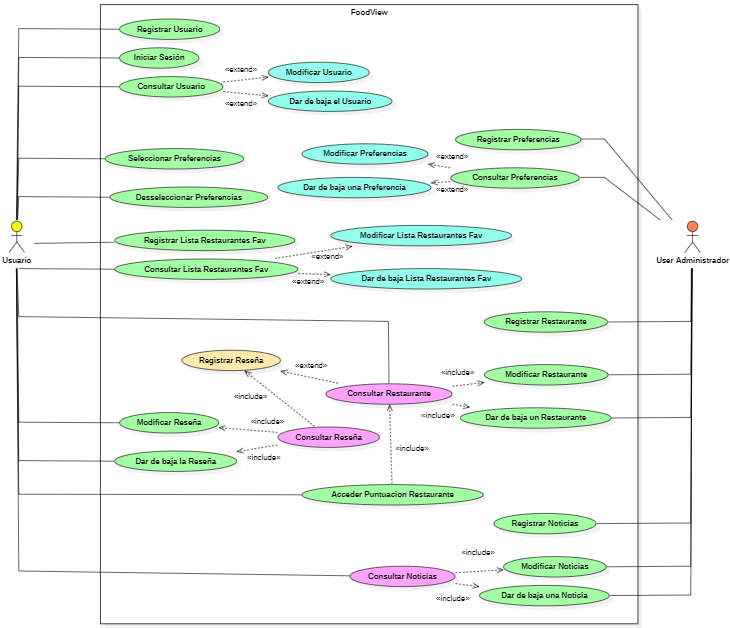 FoodView
Registrar Usuario
Iniciar Sesión
«extend»
Modificar Usuario
Consultar Usuario
«extend»
Dar de baja el Usuario
Registrar Preferencias
Modificar Preferencias
«extend»
Seleccionar Preferencias
Consultar Preferencias
Dar de baja una Preferencia
«extend»
Desseleccionar Preferencias
Modificar Lista Restaurantes Fav
Registrar Lista Restaurantes Fav
«extend»
Usuario
User Administrador
Consultar Lista Restaurantes Fav
«extend»
Dar de baja Lista Restaurantes Fav
Registrar Restaurante
Registrar Reseña
«extend»
«include»
Modificar Restaurante
«include»
Consultar Restaurante
«include»
Dar de baja un Restaurante
Modificar Reseña
«include»
Consultar Reseña
«include»
Dar de baja la Reseña
«include»
Acceder Puntuacion Restaurante
Registrar Noticias
«include»
Modificar Noticias
Consultar Noticias
«include»
Dar de baja una Noticia